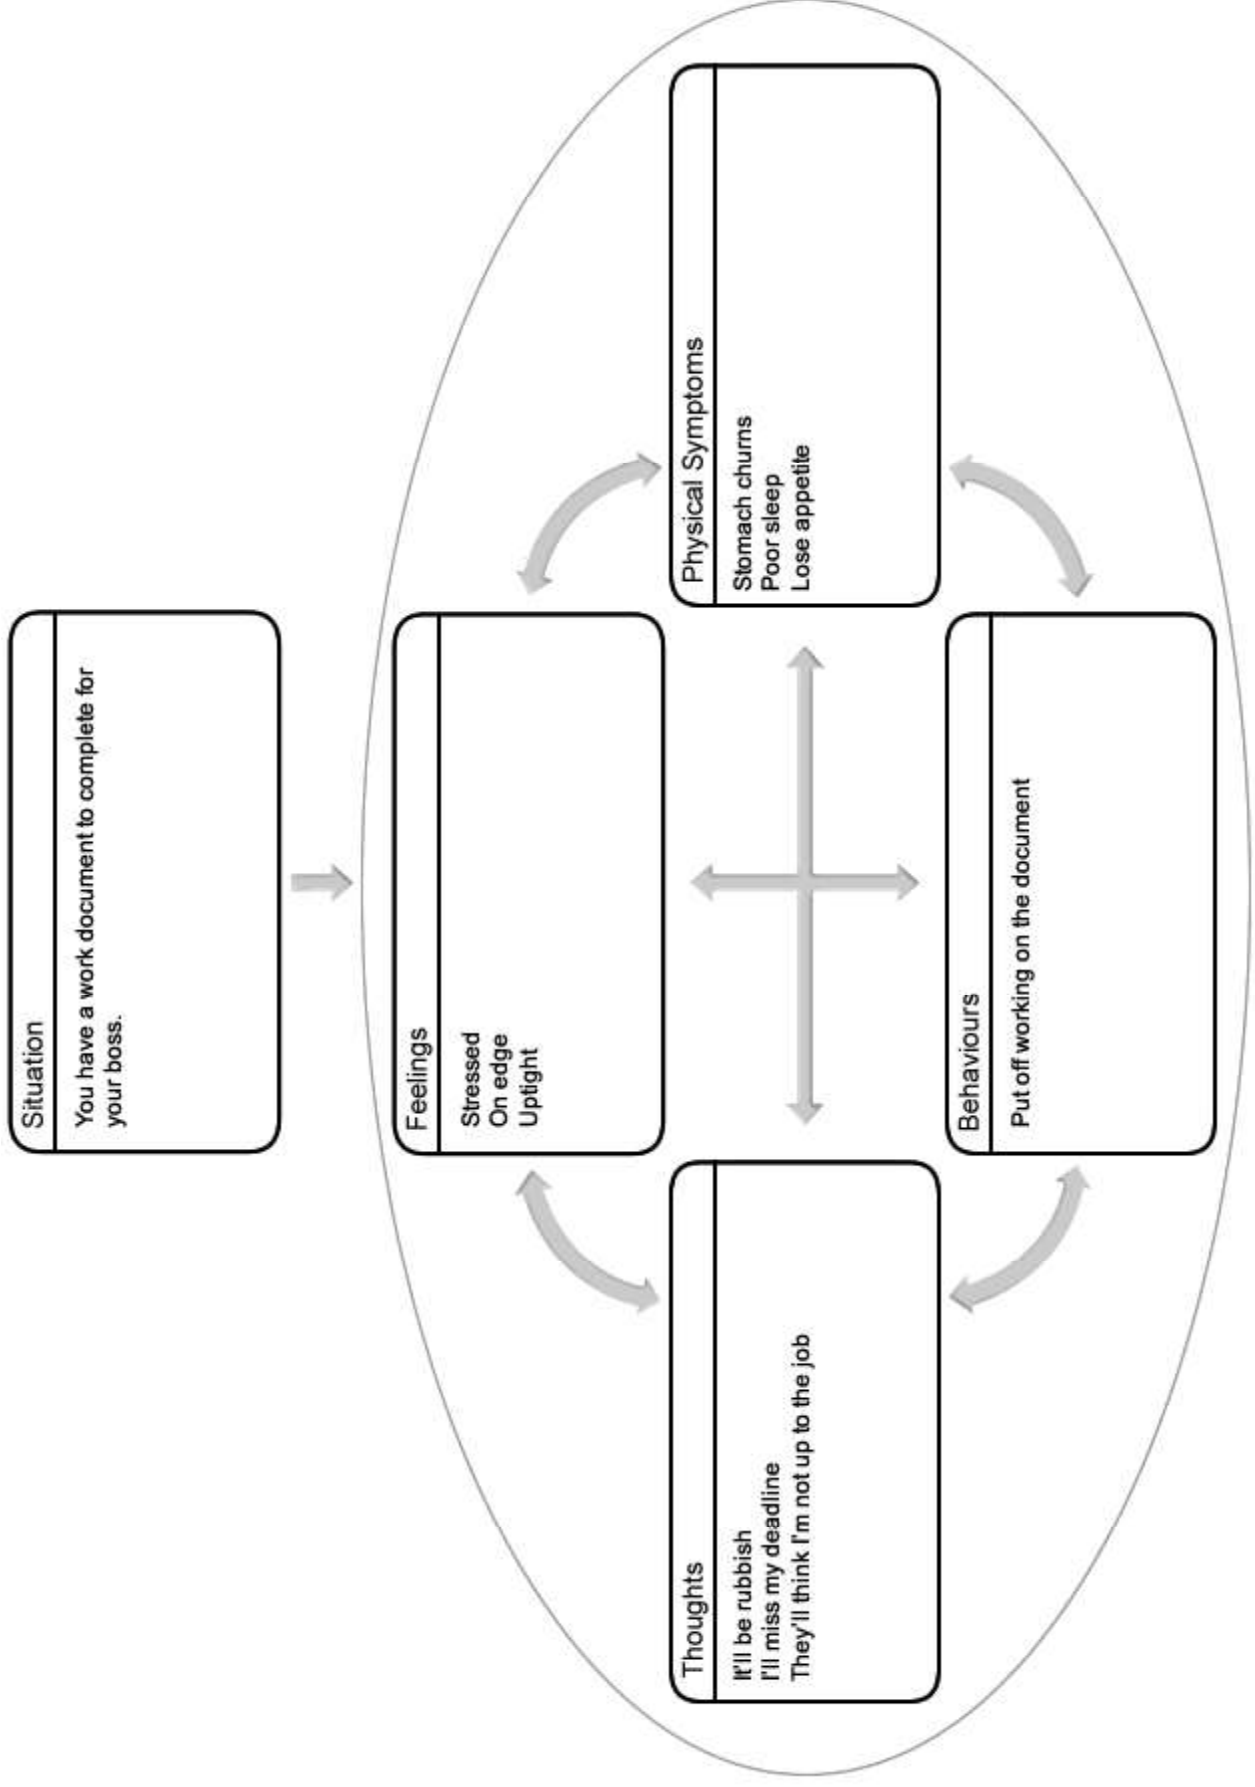 Situation
You have a work document to complete for
your boss.
Feelings
Stressed
On edge
Uptight
Thoughts
It'll be rubbish
I'll miss my deadline
They'll think I'm not up to the job
Physical Symptoms
Stomach churns
Poor sleep
Lose appetite
Behaviours
Put off working on the document